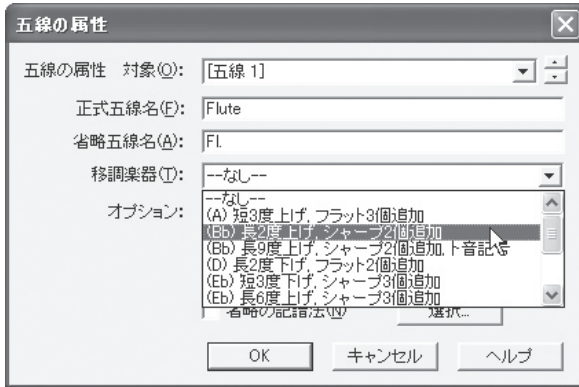 五線の属性
五線の属性 対象(O): [五線 1]
正式五線名(F): Flute
省略五線名(A): Fl.
移調楽器(T): --なし--
オプション:
--なし--
(A) 短3度上げ, フラット3個追加
(Bb) 長2度上げ, シャープ2個追加
(Bb) 長9度上げ, シャープ2個追加, ト音記号
(D) 長2度下げ, フラット2個追加
(Eb) 短3度下げ, シャープ3個追加
(Eb) 長6度上げ, シャープ3個追加
省略の記譜法(N) 選択...
OK キャンセル ヘルプ